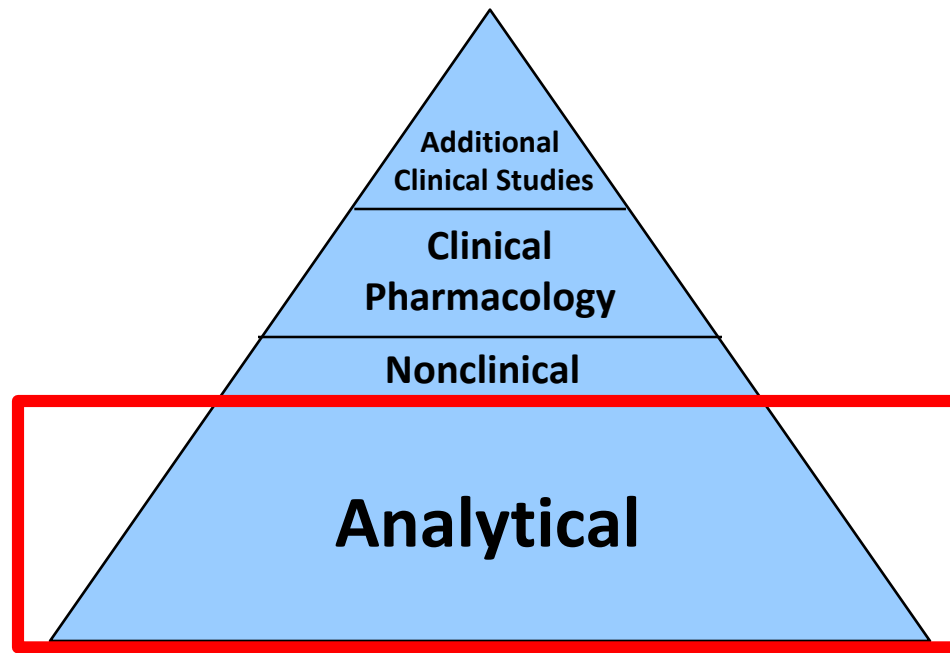 Additional
Clinical Studies
Clinical
Pharmacology
Nonclinical
Analytical